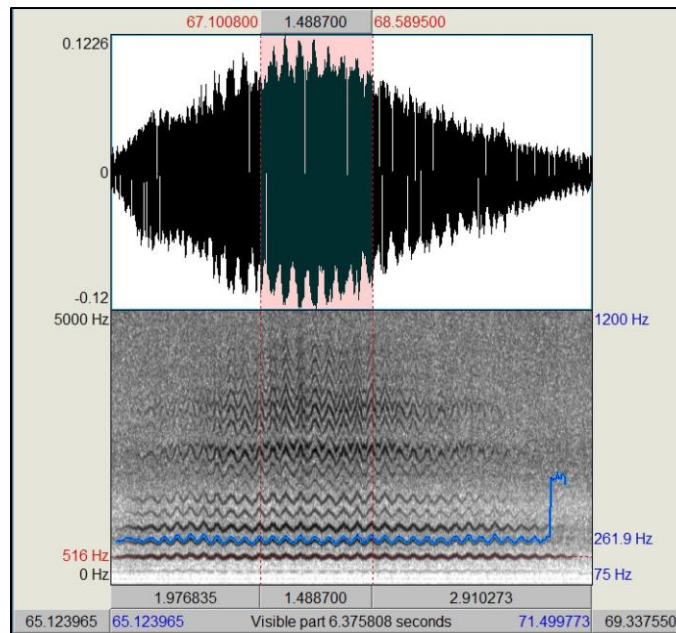 67.100800 1.488700 68.589500
0.1226
0
-0.12
5000 Hz 1200 Hz
516 Hz 261.9 Hz
0 Hz 75 Hz
1.976835 1.488700 2.910273
65.123965 65.123965 Visible part 6.375808 seconds 71.499773 69.337550